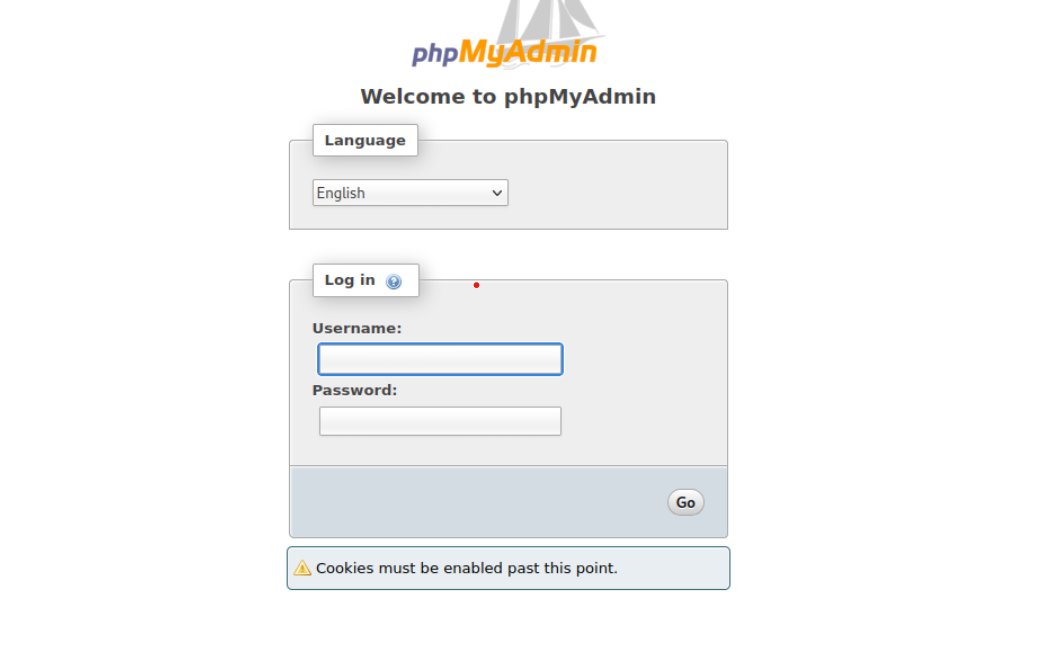 phpMyAdmin
Welcome to phpMyAdmin
Language
English
Log in
Username:
Password:
Go
Cookies must be enabled past this point.